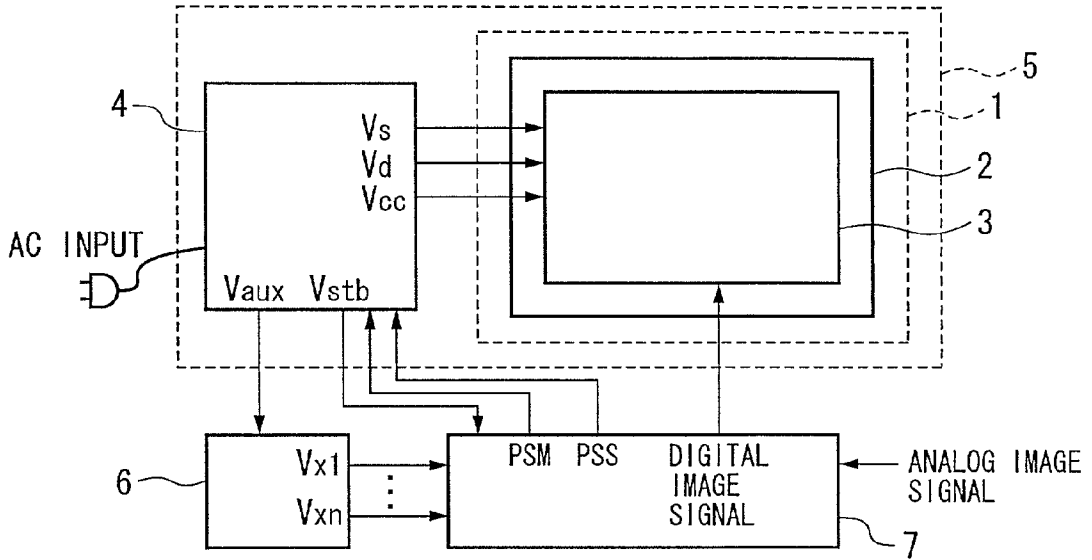 5
1
4
Vs
Vd
Vcc
2
3
AC INPUT
Vaux Vstb
PSM PSS DIGITAL
IMAGE
SIGNAL
ANALOG IMAGE
SIGNAL
6
Vx1
Vxn
7